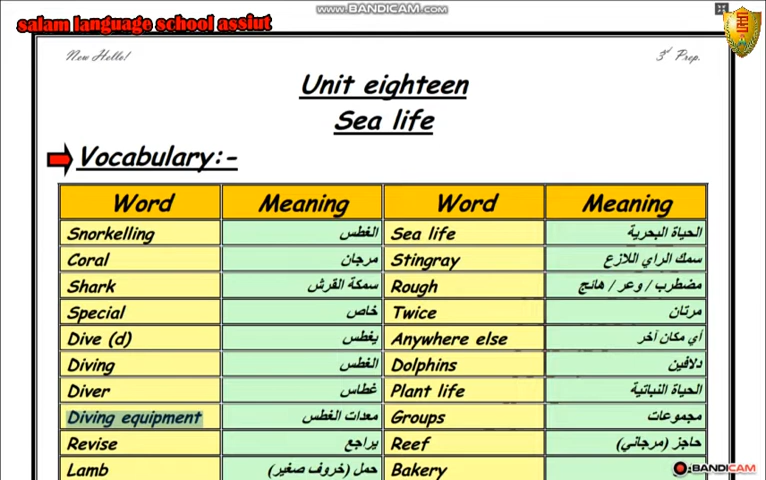 WWW.BANDICAM.COM
salam language school assiut
New Hello!
3rd Prep.
Unit eighteen
Sea life
Vocabulary:-
Word Meaning Word Meaning
Snorkelling الغطس Sea life الحياة البحرية
Coral مرجان Stingray سمك الراي اللازع
Shark سمكة القرش Rough مضطرب / وعر / هائج
Special خاص Twice مرتان
Dive (d) يغطس Anywhere else أي مكان آخر
Diving الغطس Dolphins دلافين
Diver غطاس Plant life الحياة النباتية
Diving equipment معدات الغطس Groups مجموعات
Revise يراجع Reef حاجز (مرجاني)
Lamb حمل (خروف صغير) Bakery
BANDICAM